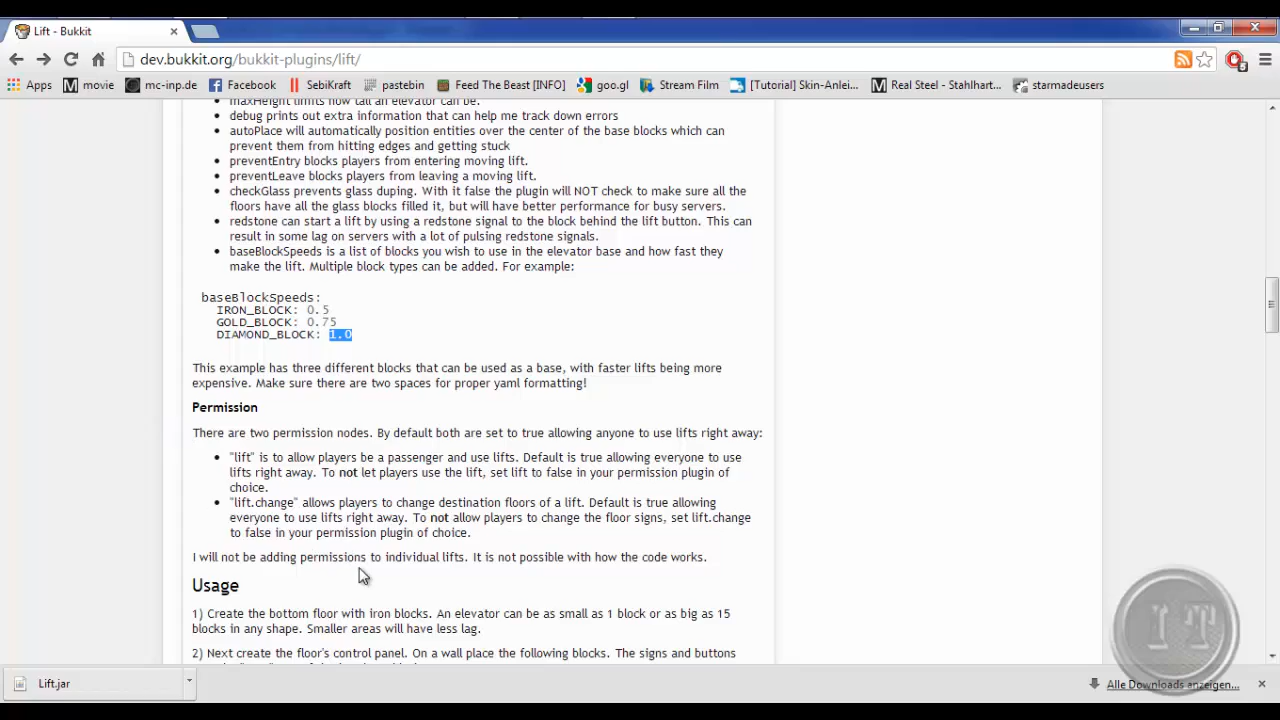 Lift - Bukkit
dev.bukkit.org/bukkit-plugins/lift/
Apps movie mc-inp.de Facebook SebiKraft pastebin Feed The Beast [INFO] goo.gl Stream Film [Tutorial] Skin-Anlei... Real Steel - Stahlhart... starmadeusers
maxHeight limits how tall an elevator can be.
debug prints out extra information that can help me track down errors
autoPlace will automatically position entities over the center of the base blocks which can
prevent them from hitting edges and getting stuck
preventEntry blocks players from entering moving lift.
preventLeave blocks players from leaving a moving lift.
checkGlass prevents glass duping. With it false the plugin will NOT check to make sure all the
floors have all the glass blocks filled it, but will have better performance for busy servers.
redstone can start a lift by using a redstone signal to the block behind the lift button. This can
result in some lag on servers with a lot of pulsing redstone signals.
baseBlockSpeeds is a list of blocks you wish to use in the elevator base and how fast they
make the lift. Multiple block types can be added. For example:
baseBlockSpeeds:
IRON_BLOCK: 0.5
GOLD_BLOCK: 0.75
DIAMOND_BLOCK: 1.0
This example has three different blocks that can be used as a base, with faster lifts being more
expensive. Make sure there are two spaces for proper yaml formatting!
Permission
There are two permission nodes. By default both are set to true allowing anyone to use lifts right away:
"lift" is to allow players be a passenger and use lifts. Default is true allowing everyone to use
lifts right away. To not let players use the lift, set lift to false in your permission plugin of
choice.
"lift.change" allows players to change destination floors of a lift. Default is true allowing
everyone to use lifts right away. To not allow players to change the floor signs, set lift.change
to false in your permission plugin of choice.
I will not be adding permissions to individual lifts. It is not possible with how the code works.
Usage
1) Create the bottom floor with iron blocks. An elevator can be as small as 1 block or as big as 15
blocks in any shape. Smaller areas will have less lag.
2) Next create the floor's control panel. On a wall place the following blocks. The signs and buttons
IT
Lift.jar
Alle Downloads anzeigen...